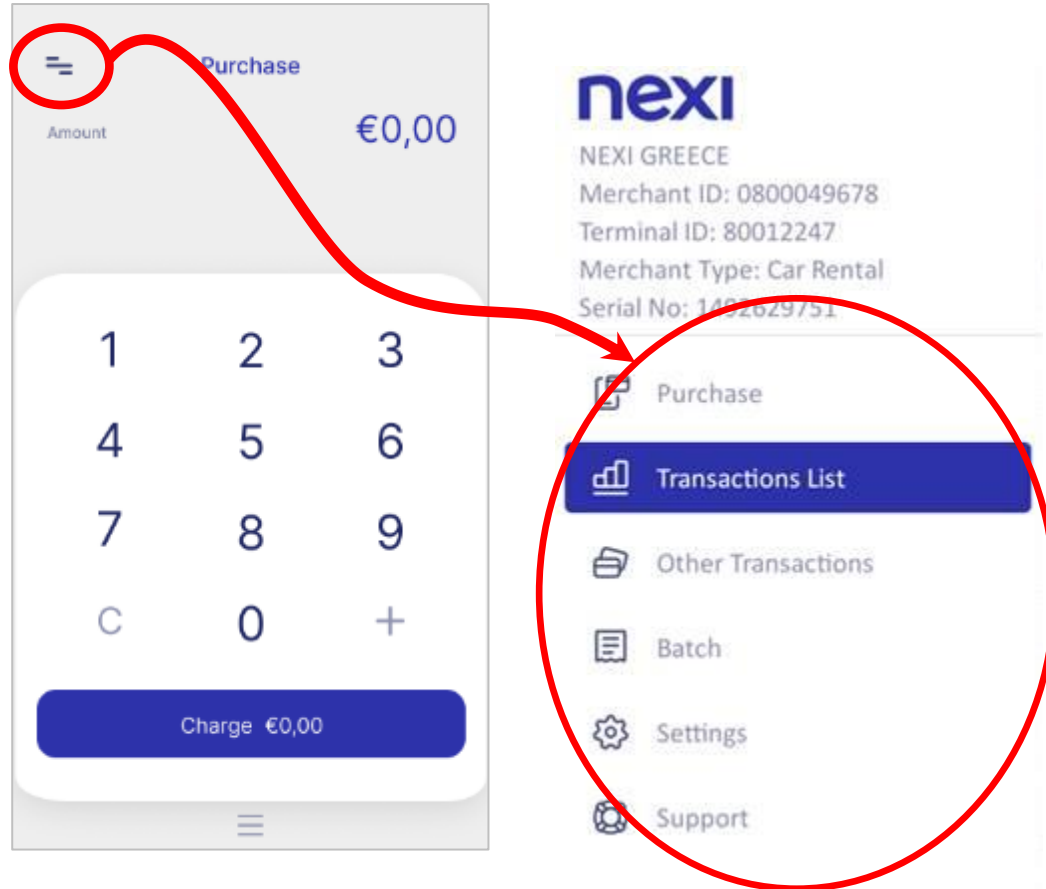 Purchase
Amount
€0,00
1 2 3
4 5 6
7 8 9
C 0 +
Charge €0,00
nexi
NEXI GREECE
Merchant ID: 0800049678
Terminal ID: 80012247
Merchant Type: Car Rental
Serial No: 1492629751
Purchase
Transactions List
Other Transactions
Batch
Settings
Support